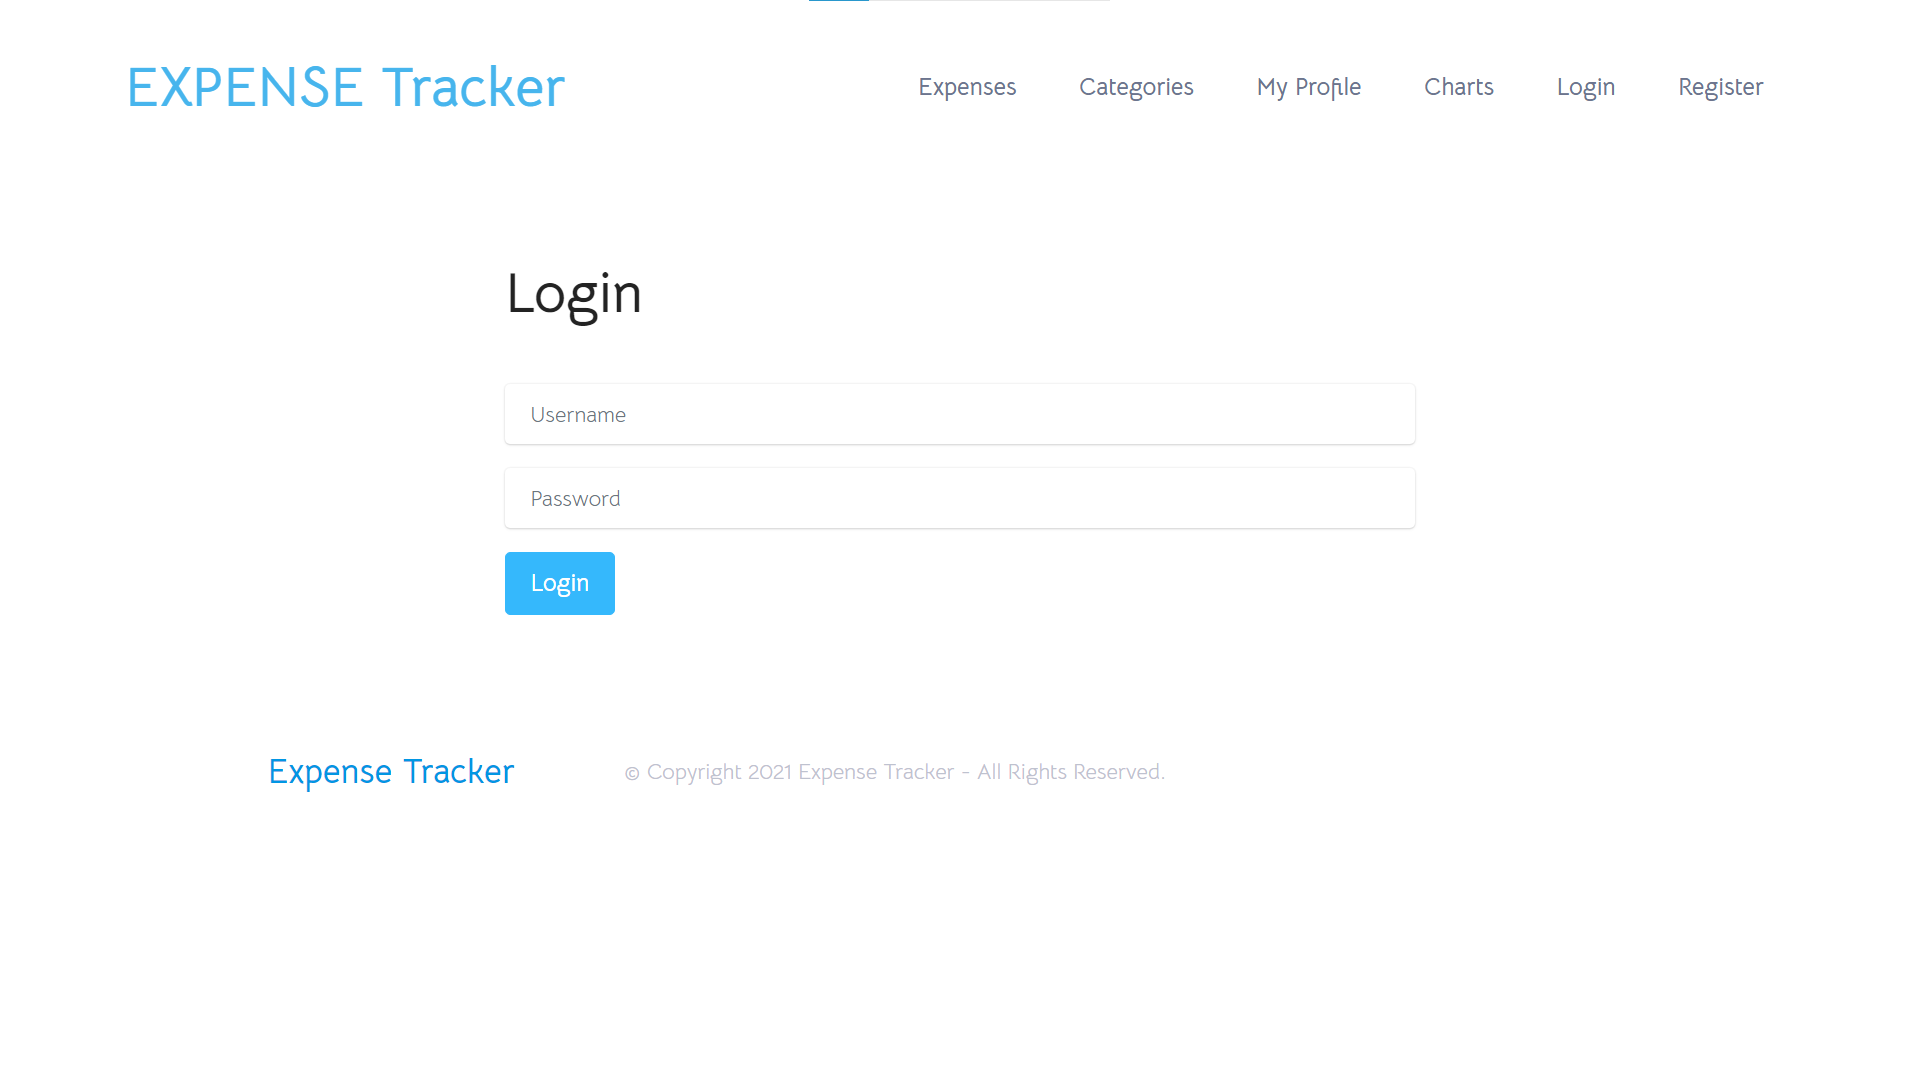 EXPENSE Tracker
Expenses Categories My Profile Charts Login Register
Login
Username
Password
Login
Expense Tracker
© Copyright 2021 Expense Tracker - All Rights Reserved.